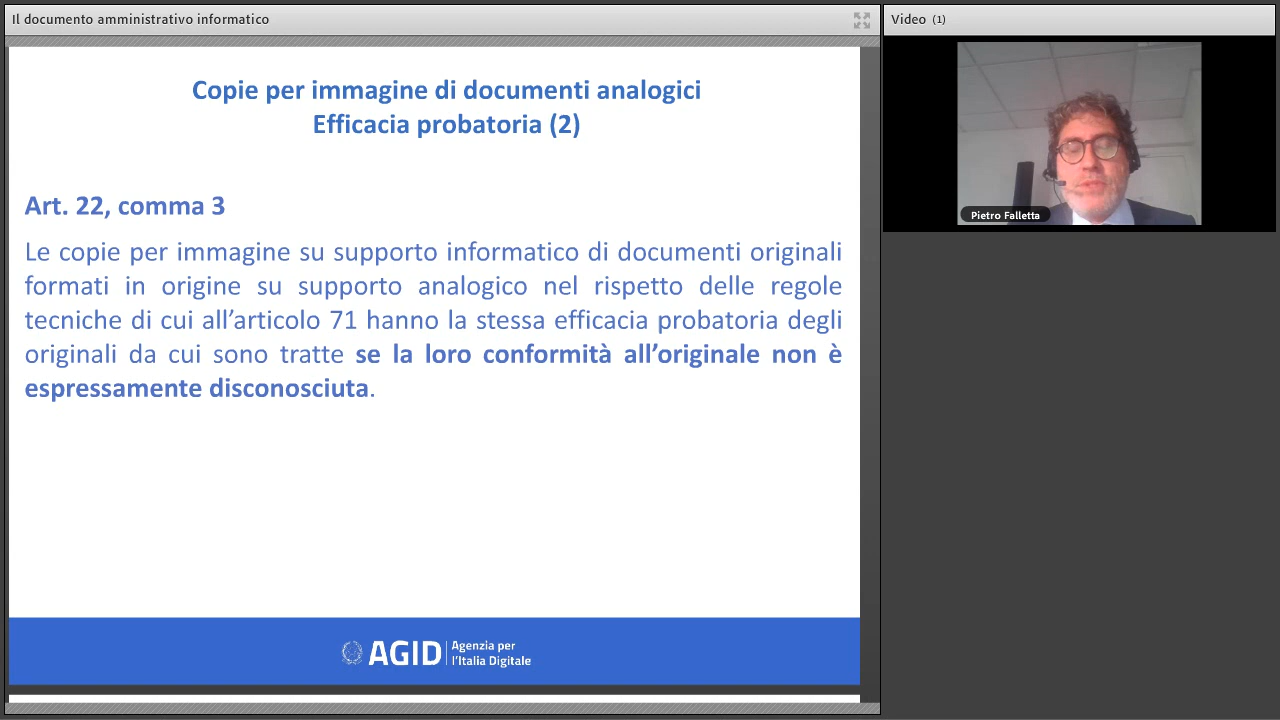 Il documento amministrativo informatico
Copie per immagine di documenti analogici
Efficacia probatoria (2)
Art. 22, comma 3
Le copie per immagine su supporto informatico di documenti originali
formati in origine su supporto analogico nel rispetto delle regole
tecniche di cui all’articolo 71 hanno la stessa efficacia probatoria degli
originali da cui sono tratte se la loro conformità all’originale non è
espressamente disconosciuta.
AGID
Agenzia per
l’Italia Digitale
Video (1)
Pietro Falletta